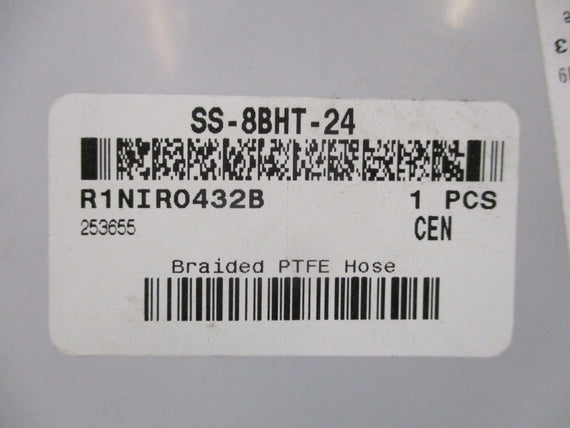 SS-8BHT-24
R1NIR0432B 1 PCS
253655 CEN
Braided PTFE Hose